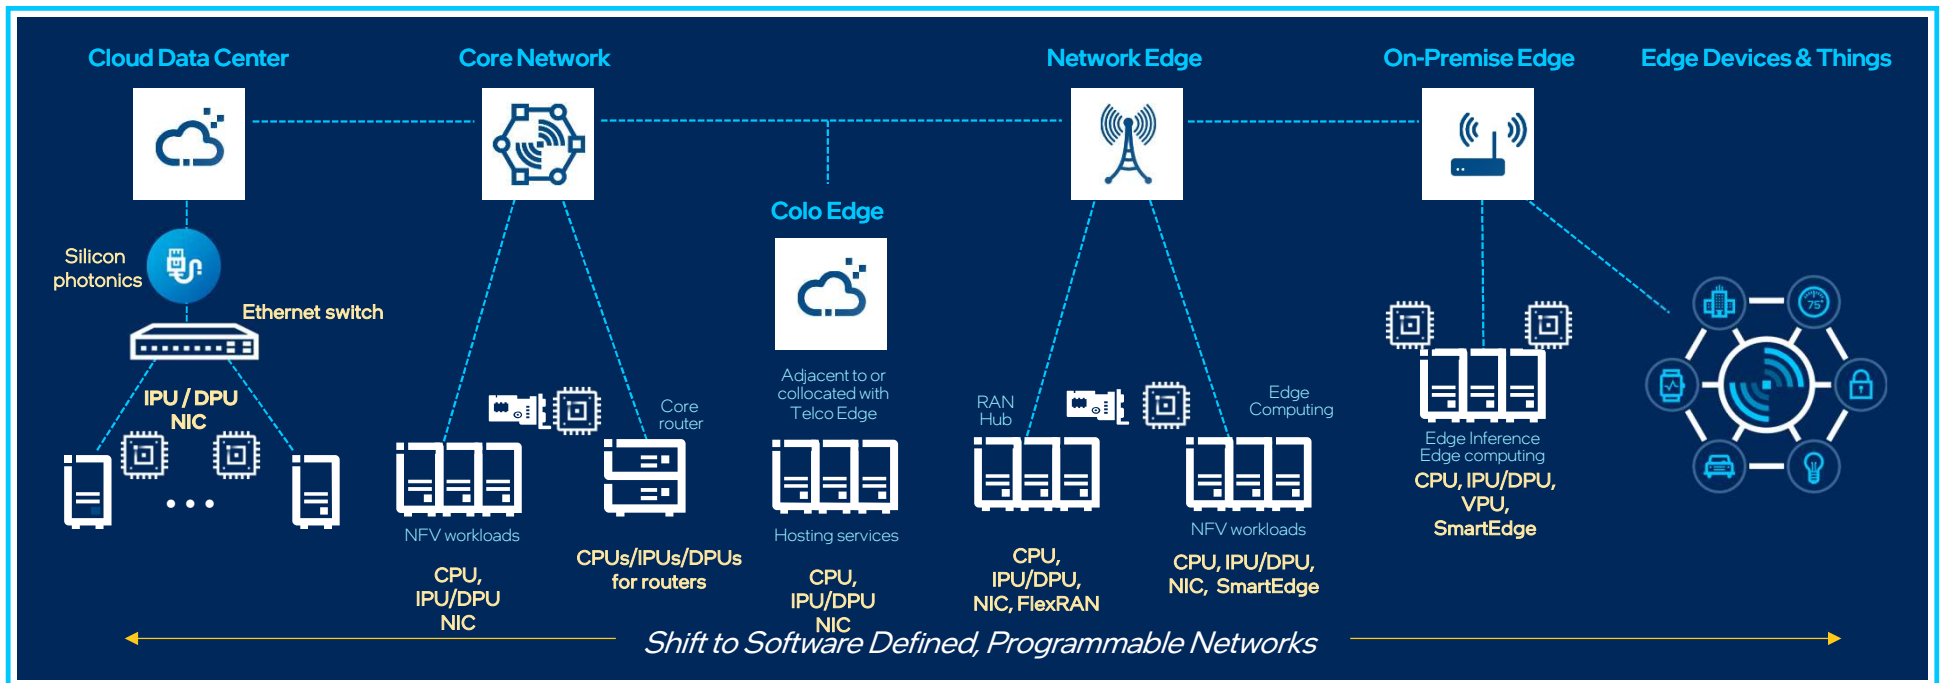 Cloud Data Center
Core Network
Network Edge
On-Premise Edge
Edge Devices & Things
Colo Edge
Silicon
photonics
Ethernet switch
IPU / DPU
NIC
Core
router
NFV workloads
CPU,
IPU/DPU
NIC
CPUs/IPUs/DPUs
for routers
Adjacent to or
collocated with
Telco Edge
Hosting services
CPU,
IPU/DPU
NIC
RAN
Hub
CPU,
IPU/DPU,
NIC, FlexRAN
Edge
Computing
NFV workloads
CPU, IPU/DPU,
NIC, SmartEdge
Edge Inference
Edge computing
CPU, IPU/DPU,
VPU,
SmartEdge
75°
Shift to Software Defined, Programmable Networks